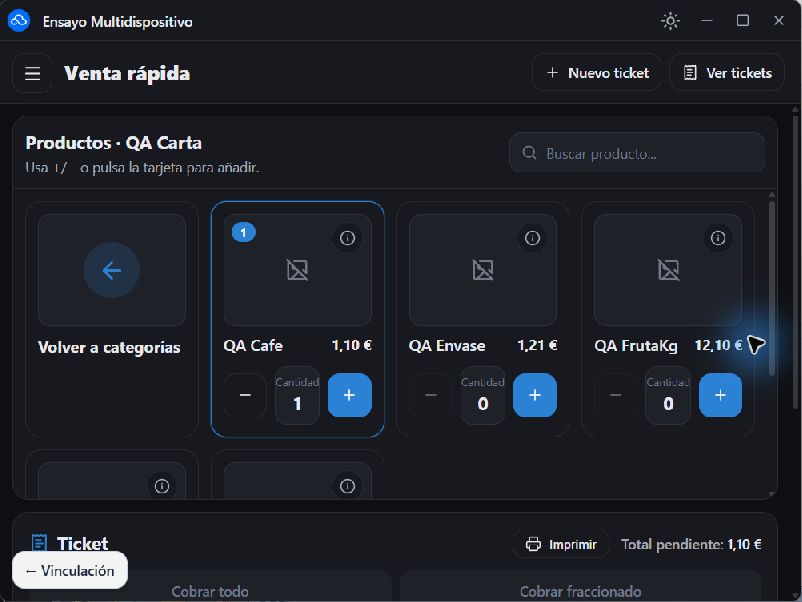 Ensayo Multidispositivo
Venta rápida
+ Nuevo ticket
Ver tickets
Productos · QA Carta
Usa +/− o pulsa la tarjeta para añadir.
Buscar producto...
1
Volver a categorías
QA Cafe 1,10 €
QA Envase 1,21 €
QA FrutaKg 12,10 €
− Cantidad 1 +
− Cantidad 0 +
− Cantidad 0 +
Ticket
Imprimir
Total pendiente: 1,10 €
← Vinculación
Cobrar todo
Cobrar fraccionado